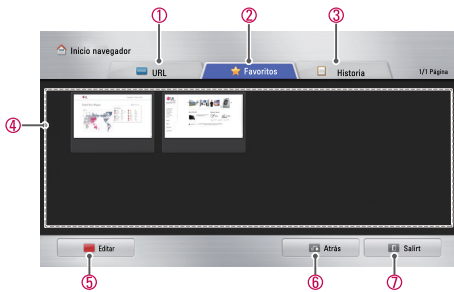 ① ② ③
Inicio navegador
URL Favoritos Historia 1/1 Página
④
Editar Atrás Salirt
⑤ ⑥ ⑦